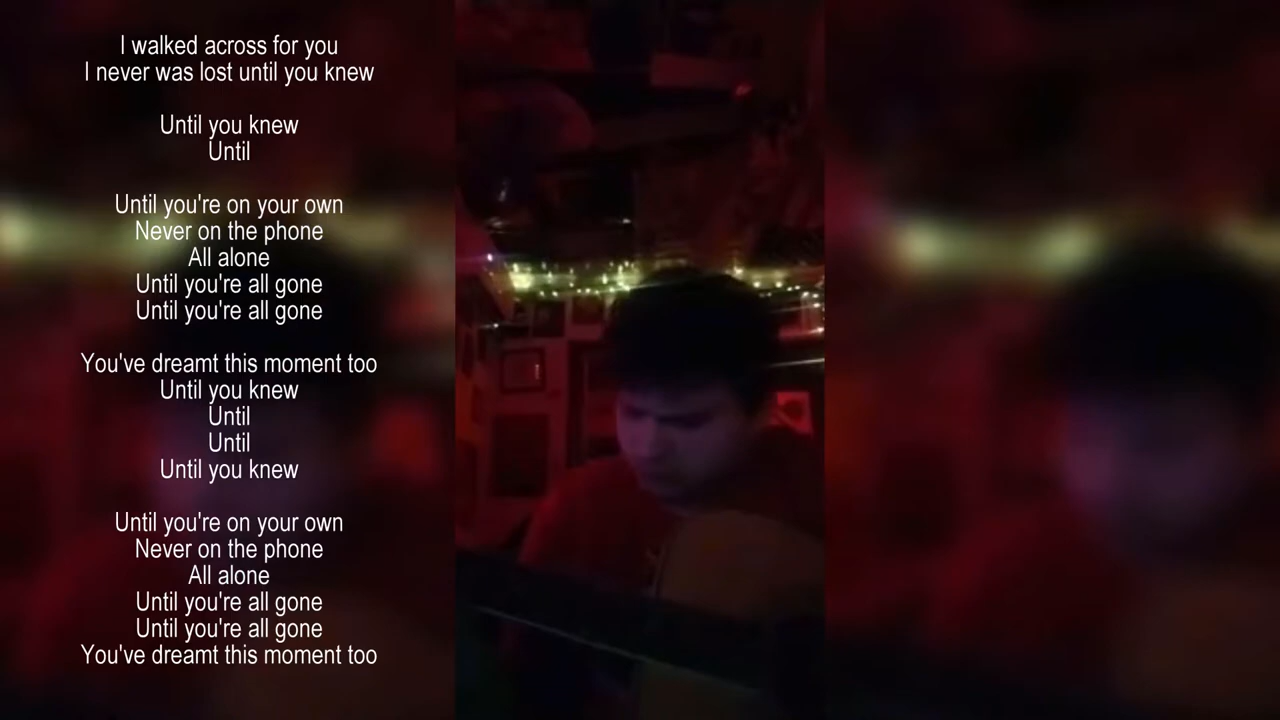 I walked across for you
I never was lost until you knew
Until you knew
Until
Until you're on your own
Never on the phone
All alone
Until you're all gone
Until you're all gone
You've dreamt this moment too
Until you knew
Until
Until
Until you knew
Until you're on your own
Never on the phone
All alone
Until you're all gone
Until you're all gone
You've dreamt this moment too